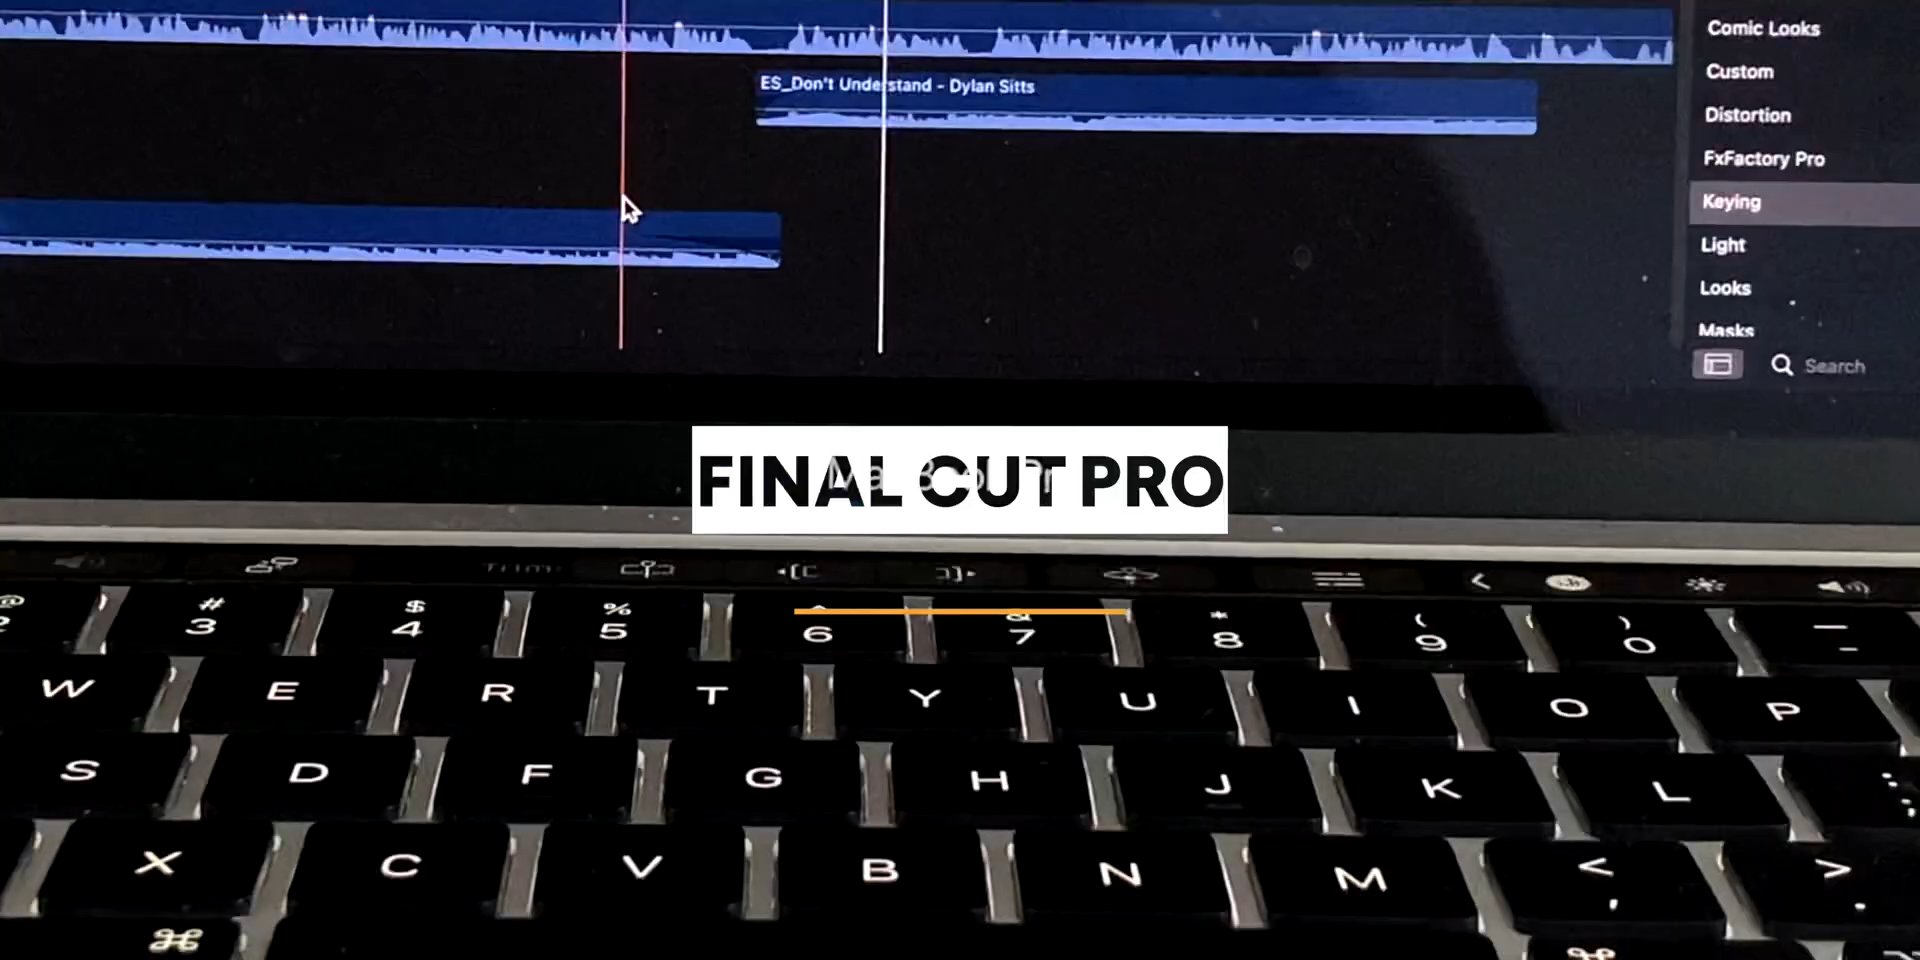 Comic Looks
Custom
ES_Don't Understand - Dylan Sitts
Distortion
FxFactory Pro
Keying
Light
Looks
Masks
Search
FINAL CUT PRO
Trim
# $ % & * ( ) _
3 4 5 6 7 8 9 0 -
W E R T Y U I O P
S D F G H J K L
X C V B N M < >
, .
⌘ ⌘